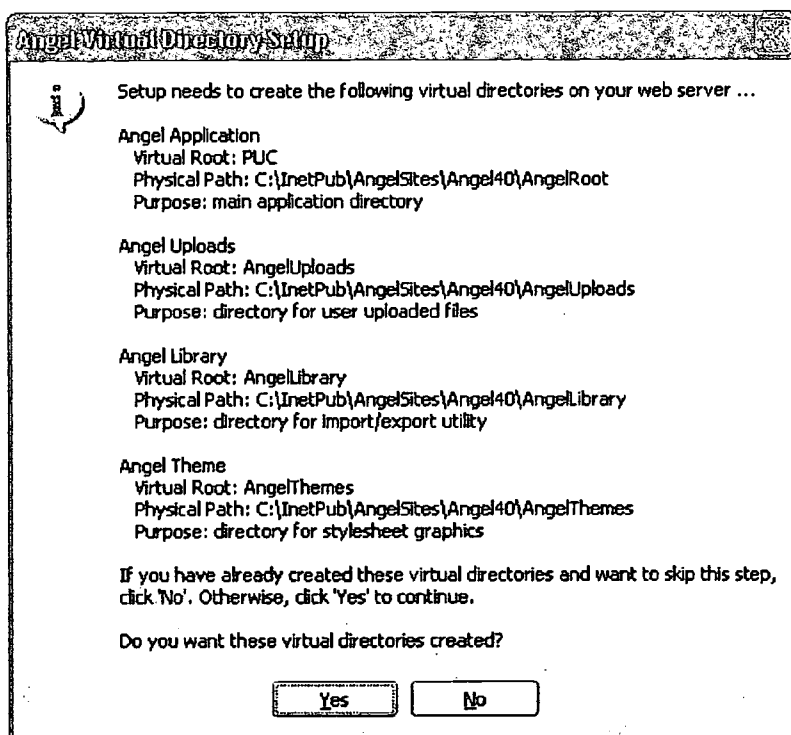 Angel Virtual Directory Setup
Setup needs to create the following virtual directories on your web server ...
Angel Application
Virtual Root: PUC
Physical Path: C:\InetPub\AngelSites\Angel40\AngelRoot
Purpose: main application directory
Angel Uploads
Virtual Root: AngelUploads
Physical Path: C:\InetPub\AngelSites\Angel40\AngelUploads
Purpose: directory for user uploaded files
Angel Library
Virtual Root: AngelLibrary
Physical Path: C:\InetPub\AngelSites\Angel40\AngelLibrary
Purpose: directory for import/export utility
Angel Theme
Virtual Root: AngelThemes
Physical Path: C:\InetPub\AngelSites\Angel40\AngelThemes
Purpose: directory for stylesheet graphics
If you have already created these virtual directories and want to skip this step,
click 'No'. Otherwise, click 'Yes' to continue.
Do you want these virtual directories created?
Yes
No